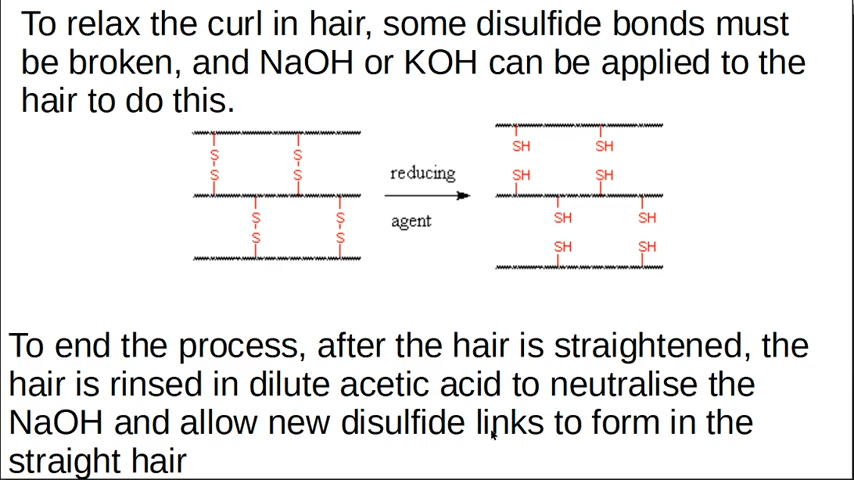 To relax the curl in hair, some disulfide bonds must
be broken, and NaOH or KOH can be applied to the
hair to do this.
S S
S S
reducing
agent
S S
S S
SH SH
SH SH
SH SH
SH SH
To end the process, after the hair is straightened, the
hair is rinsed in dilute acetic acid to neutralise the
NaOH and allow new disulfide links to form in the
straight hair